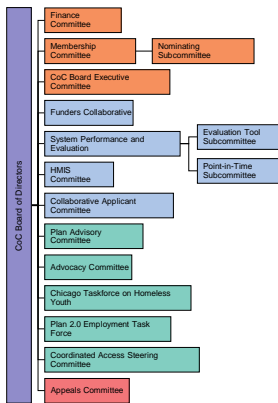 CoC Board of Directors
Finance
Committee
Membership
Committee
Nominating
Subcommittee
CoC Board Executive
Committee
Funders Collaborative
System Performance and
Evaluation
Evaluation Tool
Subcommittee
Point-in-Time
Subcommittee
HMIS
Committee
Collaborative Applicant
Committee
Plan Advisory
Committee
Advocacy Committee
Chicago Taskforce on Homeless
Youth
Plan 2.0 Employment Task
Force
Coordinated Access Steering
Committee
Appeals Committee